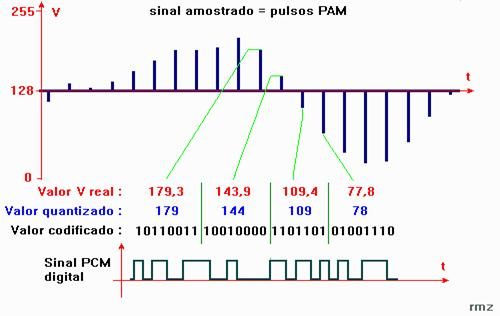 255
V
sinal amostrado = pulsos PAM
128
t
0
Valor V real : 179,3 143,9 109,4 77,8
Valor quantizado : 179 144 109 78
Valor codificado : 10110011 10010000 1101101 01001110
Sinal PCM
digital
t
rmz